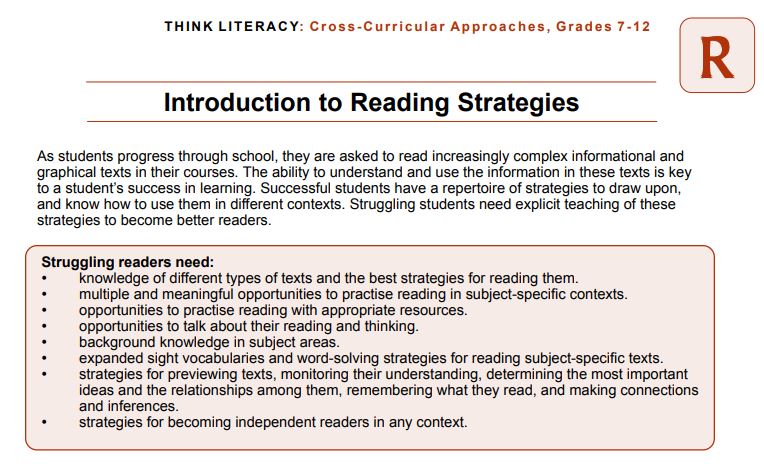 THINK LITERACY: Cross-Curricular Approaches, Grades 7-12
R
Introduction to Reading Strategies
As students progress through school, they are asked to read increasingly complex informational and
graphical texts in their courses. The ability to understand and use the information in these texts is key
to a student’s success in learning. Successful students have a repertoire of strategies to draw upon,
and know how to use them in different contexts. Struggling students need explicit teaching of these
strategies to become better readers.
Struggling readers need:
• knowledge of different types of texts and the best strategies for reading them.
• multiple and meaningful opportunities to practise reading in subject-specific contexts.
• opportunities to practise reading with appropriate resources.
• opportunities to talk about their reading and thinking.
• background knowledge in subject areas.
• expanded sight vocabularies and word-solving strategies for reading subject-specific texts.
• strategies for previewing texts, monitoring their understanding, determining the most important
ideas and the relationships among them, remembering what they read, and making connections
and inferences.
• strategies for becoming independent readers in any context.